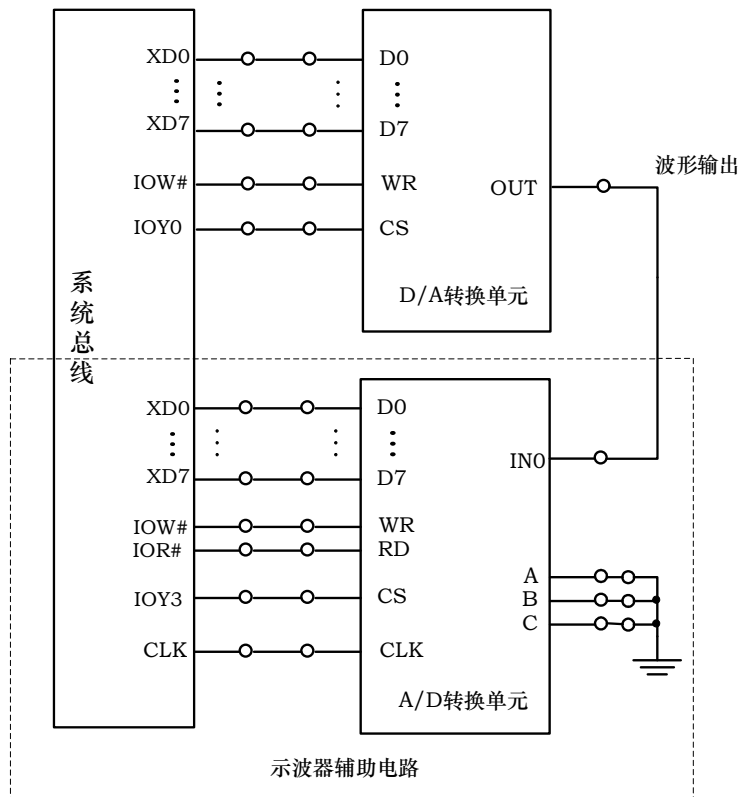 XD0
D0
XD7
D7
IOW#
WR
OUT
波形输出
IOY0
CS
D/A转换单元
系统总线
XD0
D0
IN0
XD7
D7
IOW#
WR
IOR#
RD
A
IOY3
CS
B
C
CLK
CLK
A/D转换单元
示波器辅助电路